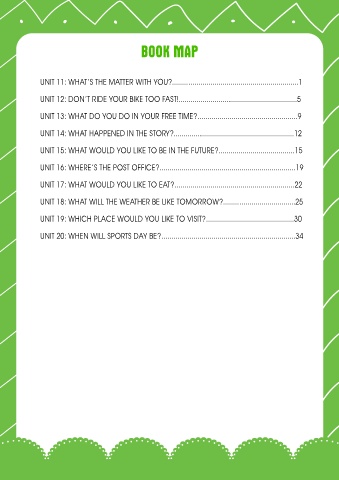 BOOK MAP
UNIT 11: WHAT'S THE MATTER WITH YOU?..........1
UNIT 12: DON'T RIDE YOUR BIKE TOO FAST!..........5
UNIT 13: WHAT DO YOU DO IN YOUR FREE TIME?..........9
UNIT 14: WHAT HAPPENED IN THE STORY?..........12
UNIT 15: WHAT WOULD YOU LIKE TO BE IN THE FUTURE?..........15
UNIT 16: WHERE'S THE POST OFFICE?..........19
UNIT 17: WHAT WOULD YOU LIKE TO EAT?..........22
UNIT 18: WHAT WILL THE WEATHER BE LIKE TOMORROW?..........25
UNIT 19: WHICH PLACE WOULD YOU LIKE TO VISIT?..........30
UNIT 20: WHEN WILL SPORTS DAY BE?..........34